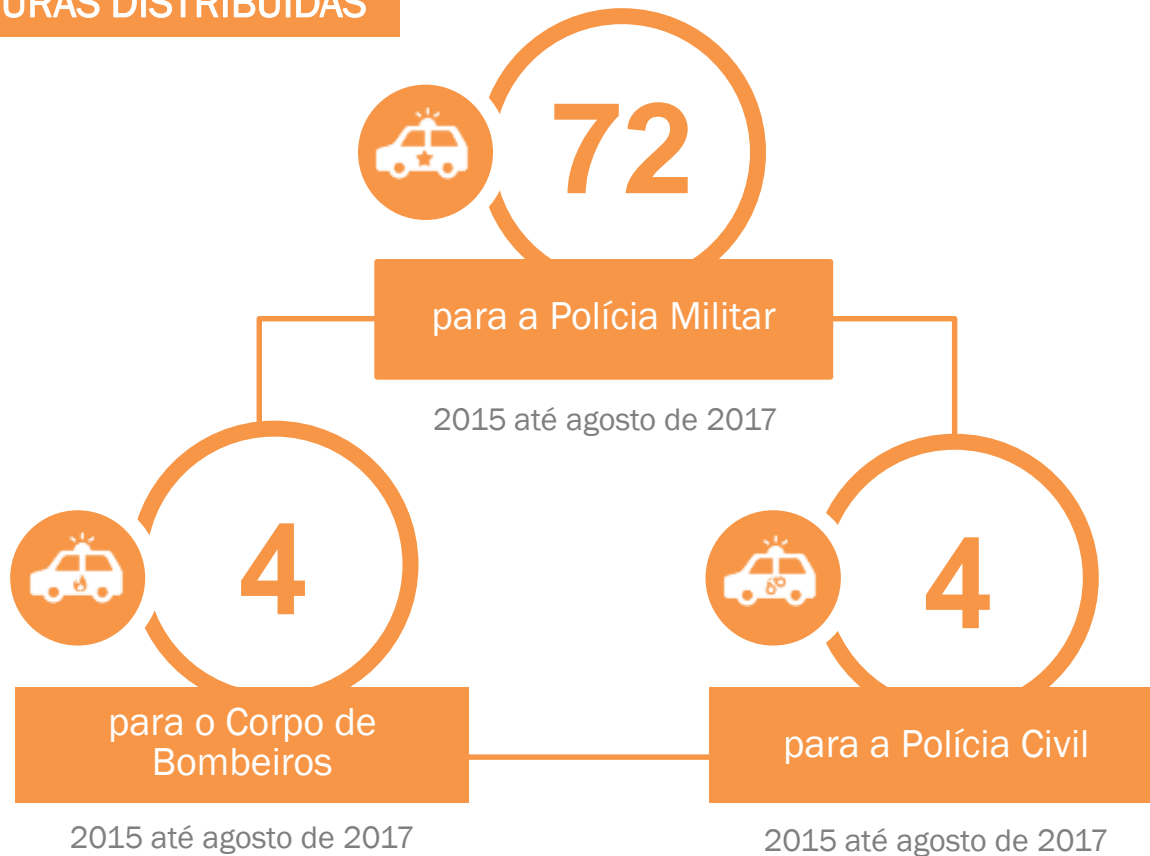 DISTRIBUÍDAS
72
para a Polícia Militar
2015 até agosto de 2017
4
para o Corpo de
Bombeiros
2015 até agosto de 2017
4
para a Polícia Civil
2015 até agosto de 2017